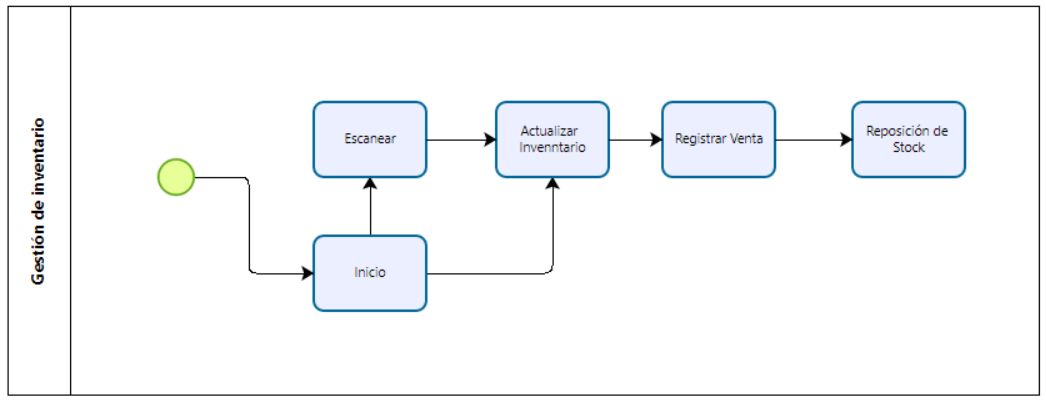 Gestión de inventario
Escanear
Actualizar
Invenntario
Registrar Venta
Reposición de
Stock
Inicio